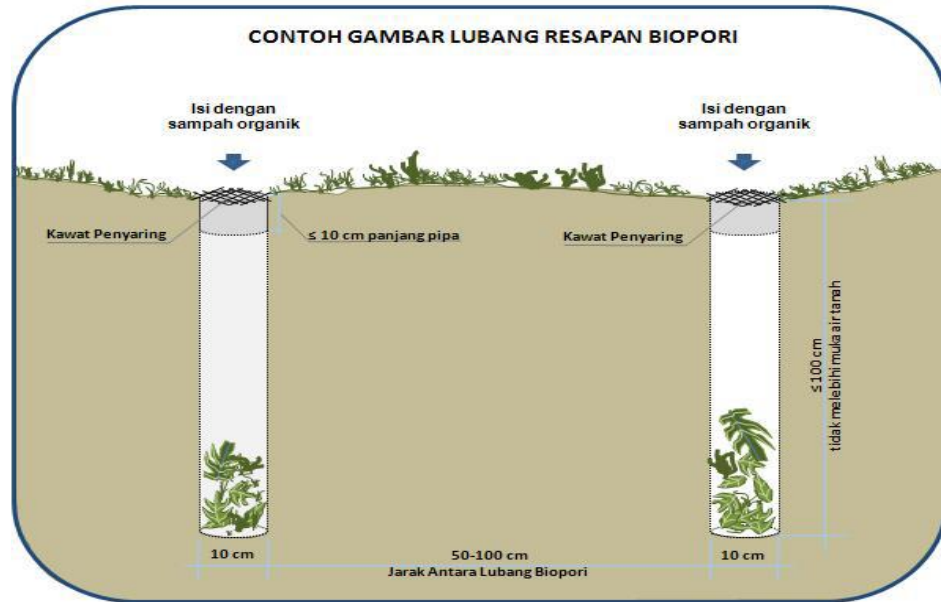 CONTOH GAMBAR LUBANG RESAPAN BIOPORI
Isi dengan
sampah organik
Isi dengan
sampah organik
Kawat Penyaring
≤ 10 cm panjang pipa
Kawat Penyaring
≤100 cm
tidak melebihi muka air tanah
10 cm
50-100 cm
10 cm
Jarak Antara Lubang Biopori